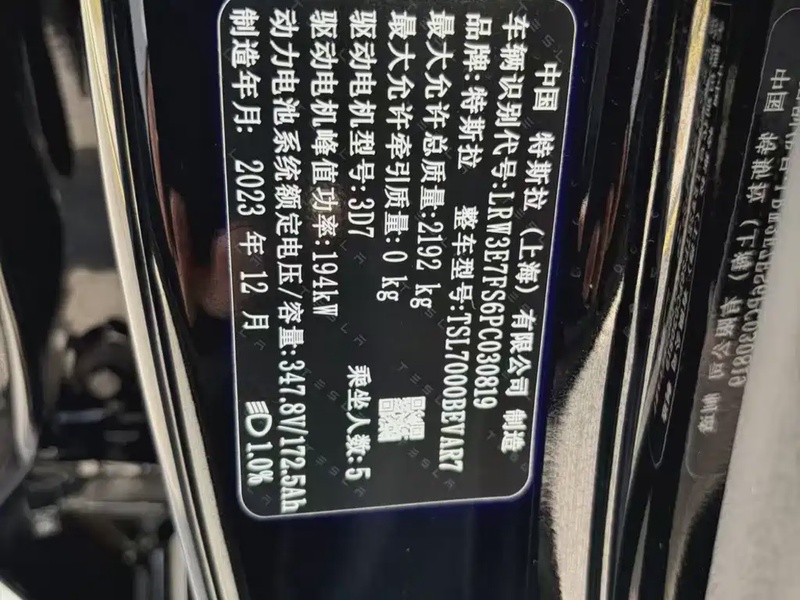 中国 特斯拉（上海）有限公司 制造
车辆识别代号:LRW3E7FS6PC030819
品牌:特斯拉 整车型号:TSL7000BEVAR7
最大允许总质量:2192 kg
最大允许牵引质量:0 kg
驱动电机型号:3D7 乘坐人数:5
驱动电机峰值功率:194kW
动力电池系统额定电压/容量:347.8V/172.5Ah
制造年月: 2023 年 12 月 1.0%